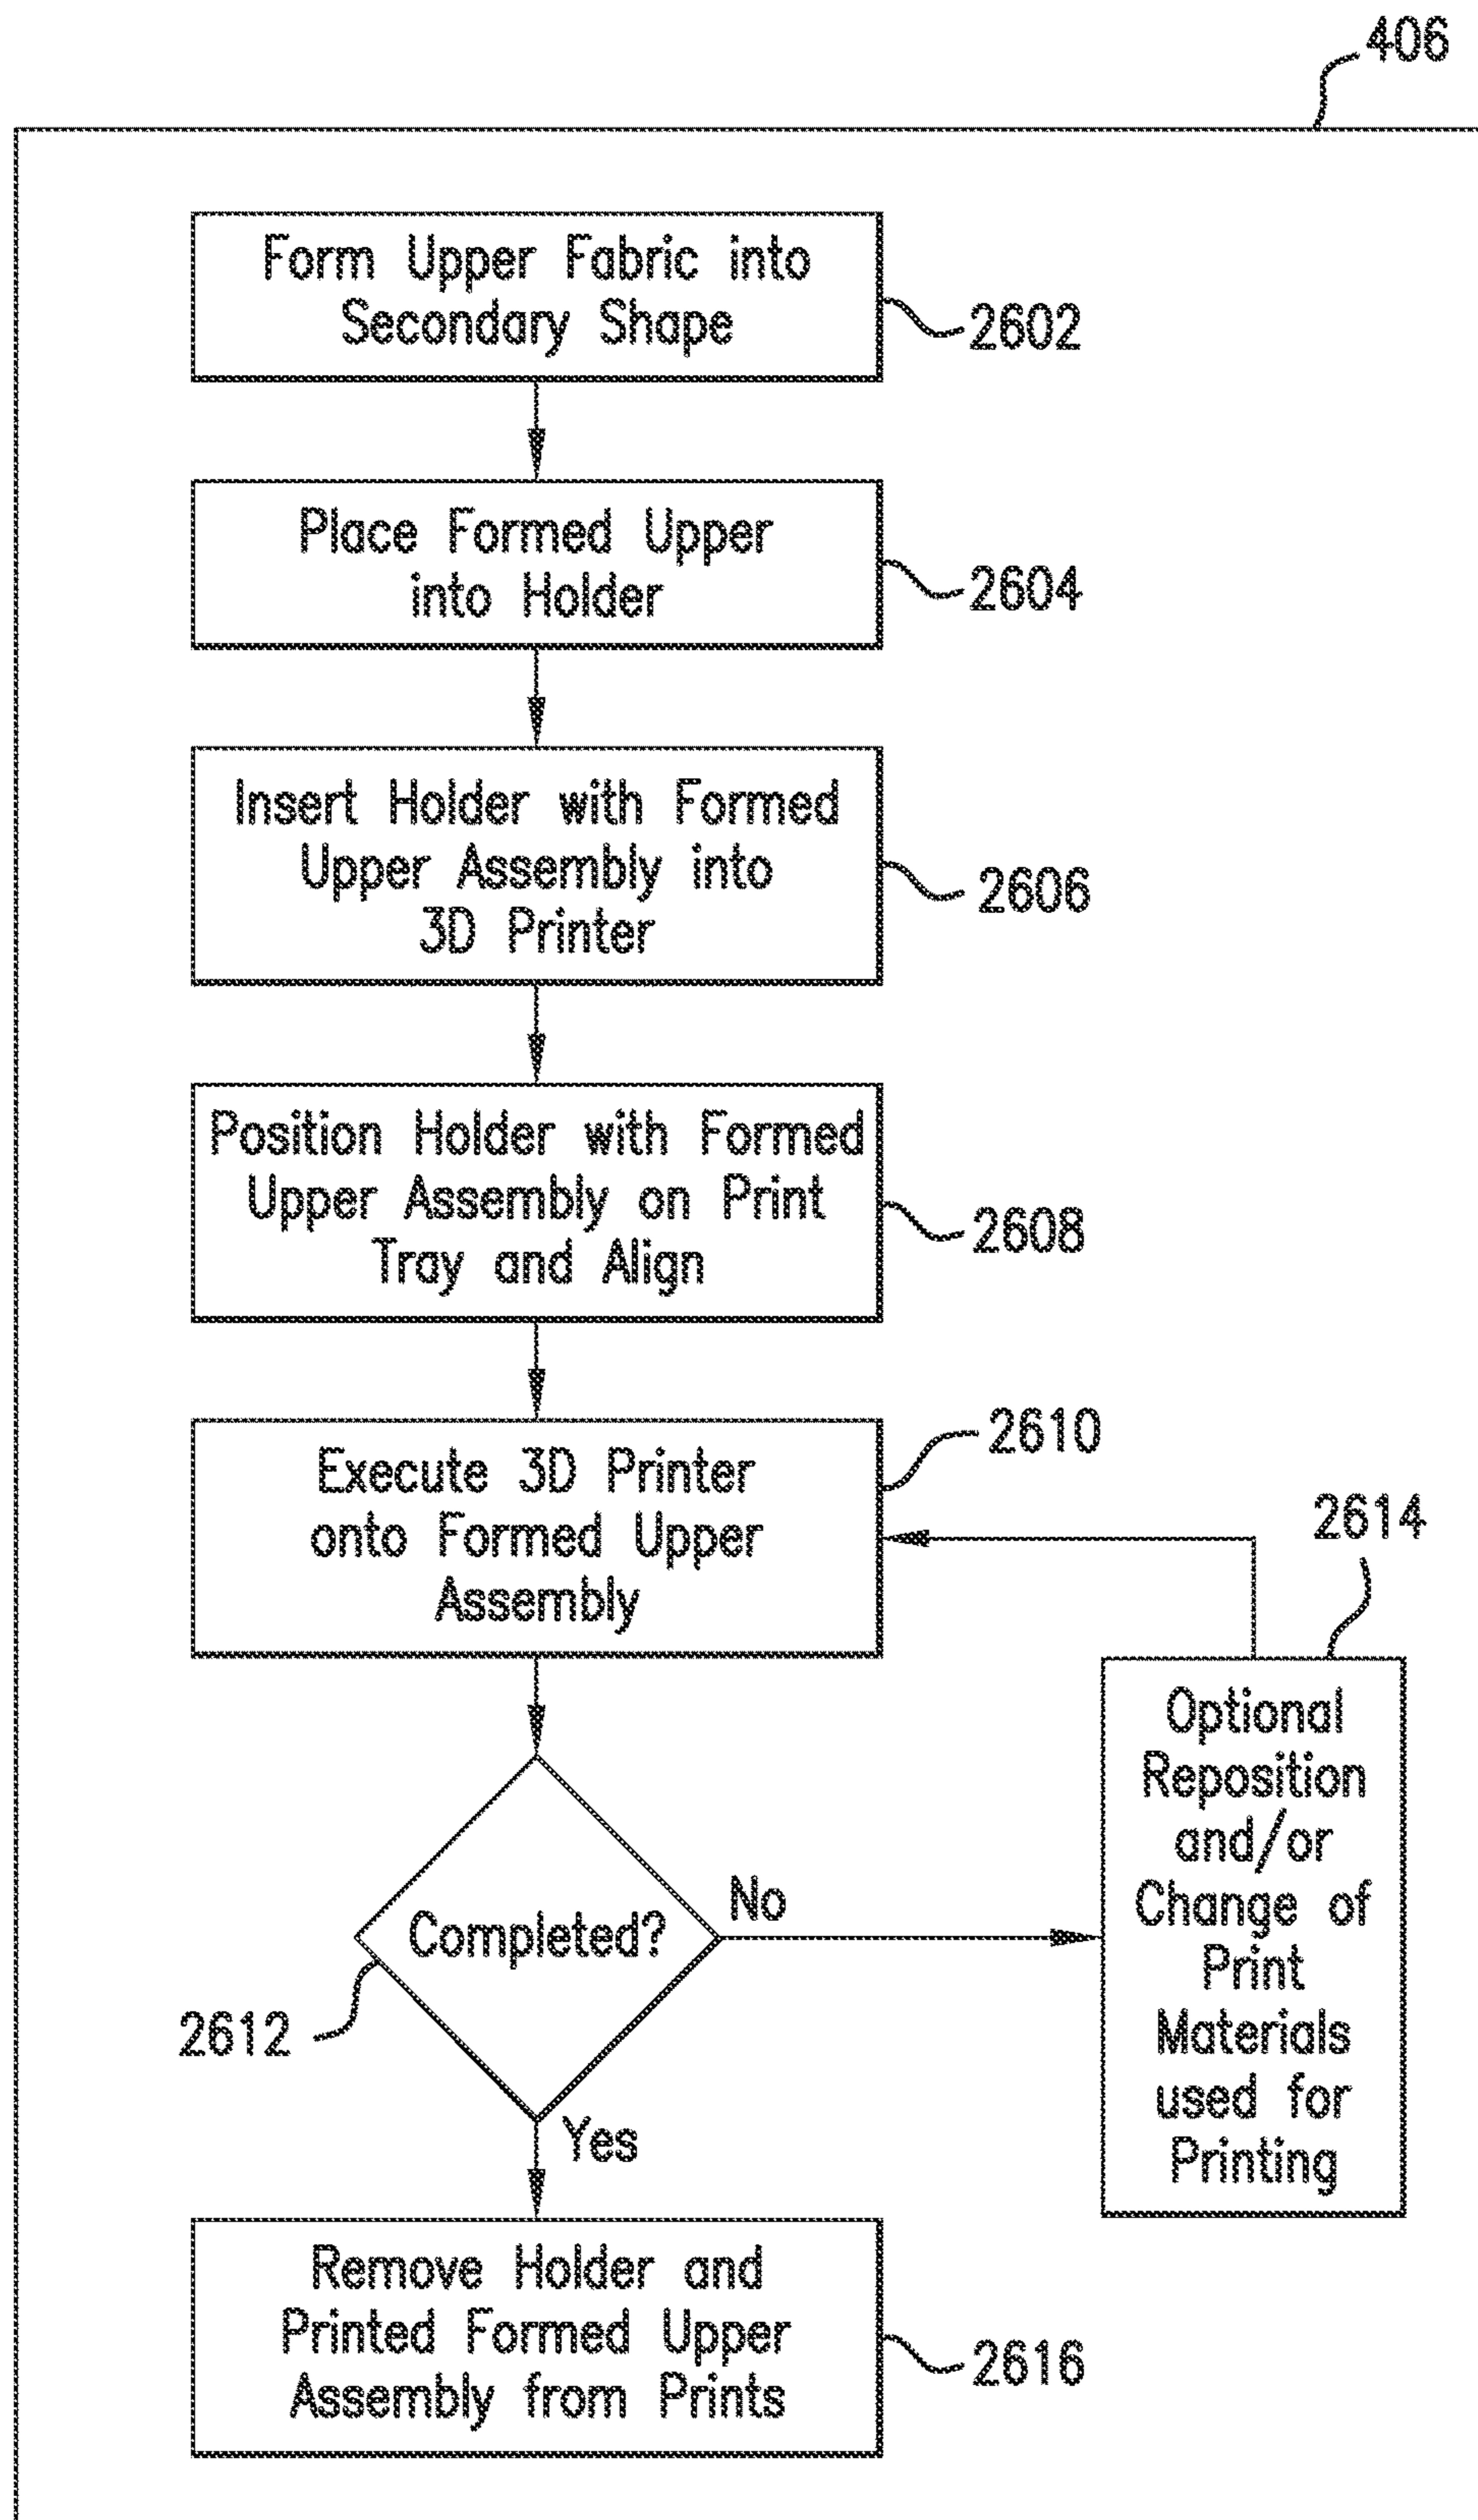 406
Form Upper Fabric into
Secondary Shape
2602
Place Formed Upper
into Holder
2604
Insert Holder with Formed
Upper Assembly into
3D Printer
2606
Position Holder with Formed
Upper Assembly on Print
Tray and Align
2608
Execute 3D Printer
onto Formed Upper
Assembly
2610
2614
Optional
Reposition
and/or
Change of
Print
Materials
used for
Printing
Completed?
No
2612
Yes
Remove Holder and
Printed Formed Upper
Assembly from Prints
2616